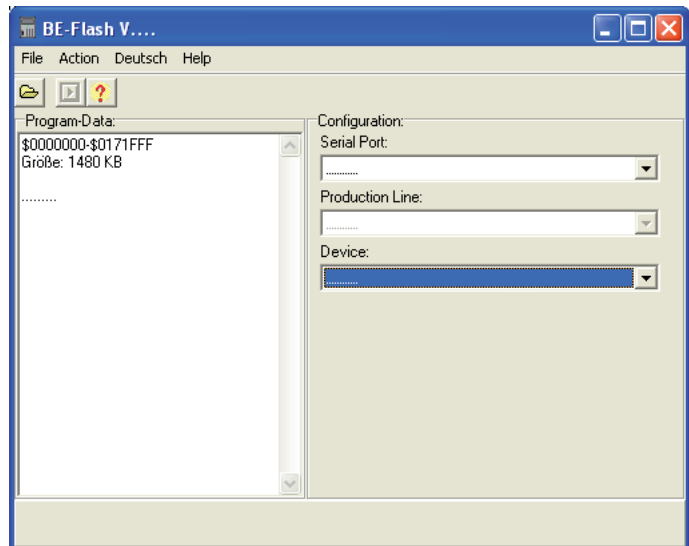 BE-Flash V....
File Action Deutsch Help
?
Program-Data:
$0000000-$0171FFF
Größe: 1480 KB
.........
Configuration:
Serial Port:
............
Production Line:
............
Device:
............